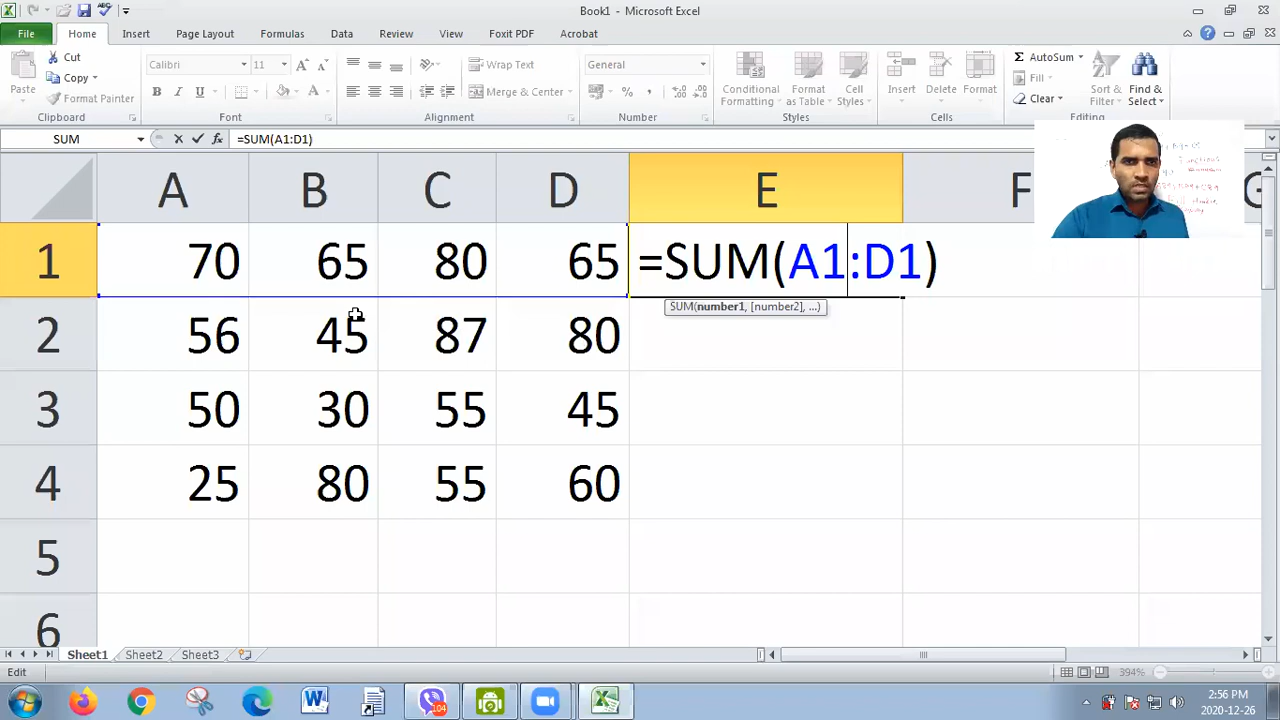 Book1 - Microsoft Excel
File Home Insert Page Layout Formulas Data Review View Foxit PDF Acrobat
Paste
Cut
Copy
Format Painter
Clipboard
Calibri 11
B I U A
Font
Wrap Text
Merge & Center
Alignment
General
$ % ,
Number
Conditional Formatting
Format as Table
Cell Styles
Styles
Insert
Delete
Format
Cells
Σ AutoSum
Fill
Clear
Sort & Filter
Find & Select
Editing
SUM fx =SUM(A1:D1)
A B C D E F G
1 70 65 80 65 =SUM(A1:D1)
SUM(number1, [number2], ...)
2 56 45 87 80
3 50 30 55 45
4 25 80 55 60
5
6
Sheet1 Sheet2 Sheet3
Edit 394%
104
2:56 PM
2020-12-26